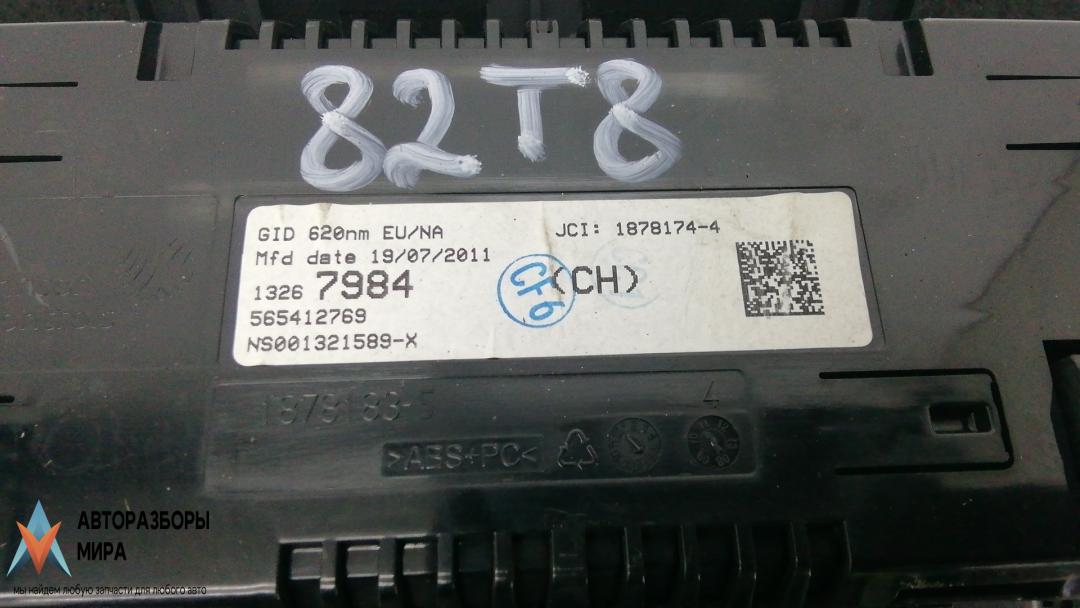 82T8
GID 620nm EU/NA JCI: 1878174-4
Mfd date 19/07/2011
1326 7984 (CH)
CF6
565412769
NS001321589-X
1878183-5
4
>ABS+PC<
АВТОРАЗБОРЫ
МИРА
мы найдем любую запчасти для любого авто